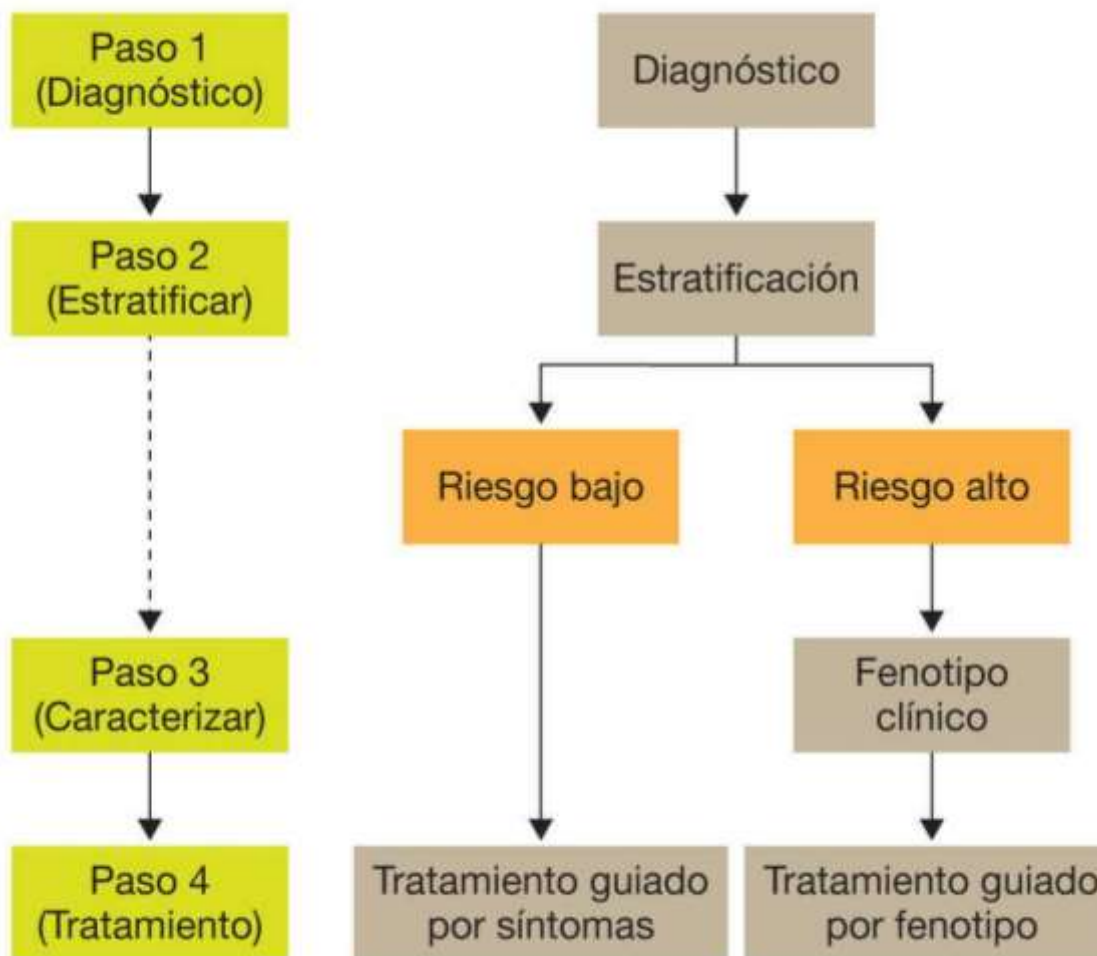 Paso 1
(Diagnóstico)
Diagnóstico
Paso 2
(Estratificar)
Estratificación
Riesgo bajo
Riesgo alto
Paso 3
(Caracterizar)
Fenotipo
clínico
Paso 4
(Tratamiento)
Tratamiento guiado
por síntomas
Tratamiento guiado
por fenotipo